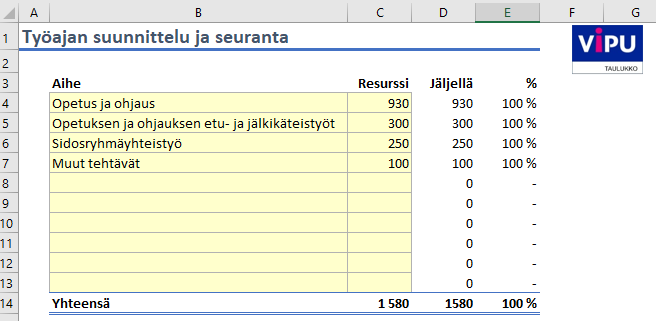 A B C D E F G
1 Työajan suunnittelu ja seuranta
ViPU
TAULUKKO
2
3 Aihe Resurssi Jäljellä %
4 Opetus ja ohjaus 930 930 100 %
5 Opetuksen ja ohjauksen etu- ja jälkikäteistyöt 300 300 100 %
6 Sidosryhmäyhteistyö 250 250 100 %
7 Muut tehtävät 100 100 100 %
8 0 -
9 0 -
10 0 -
11 0 -
12 0 -
13 0 -
14 Yhteensä 1 580 1580 100 %